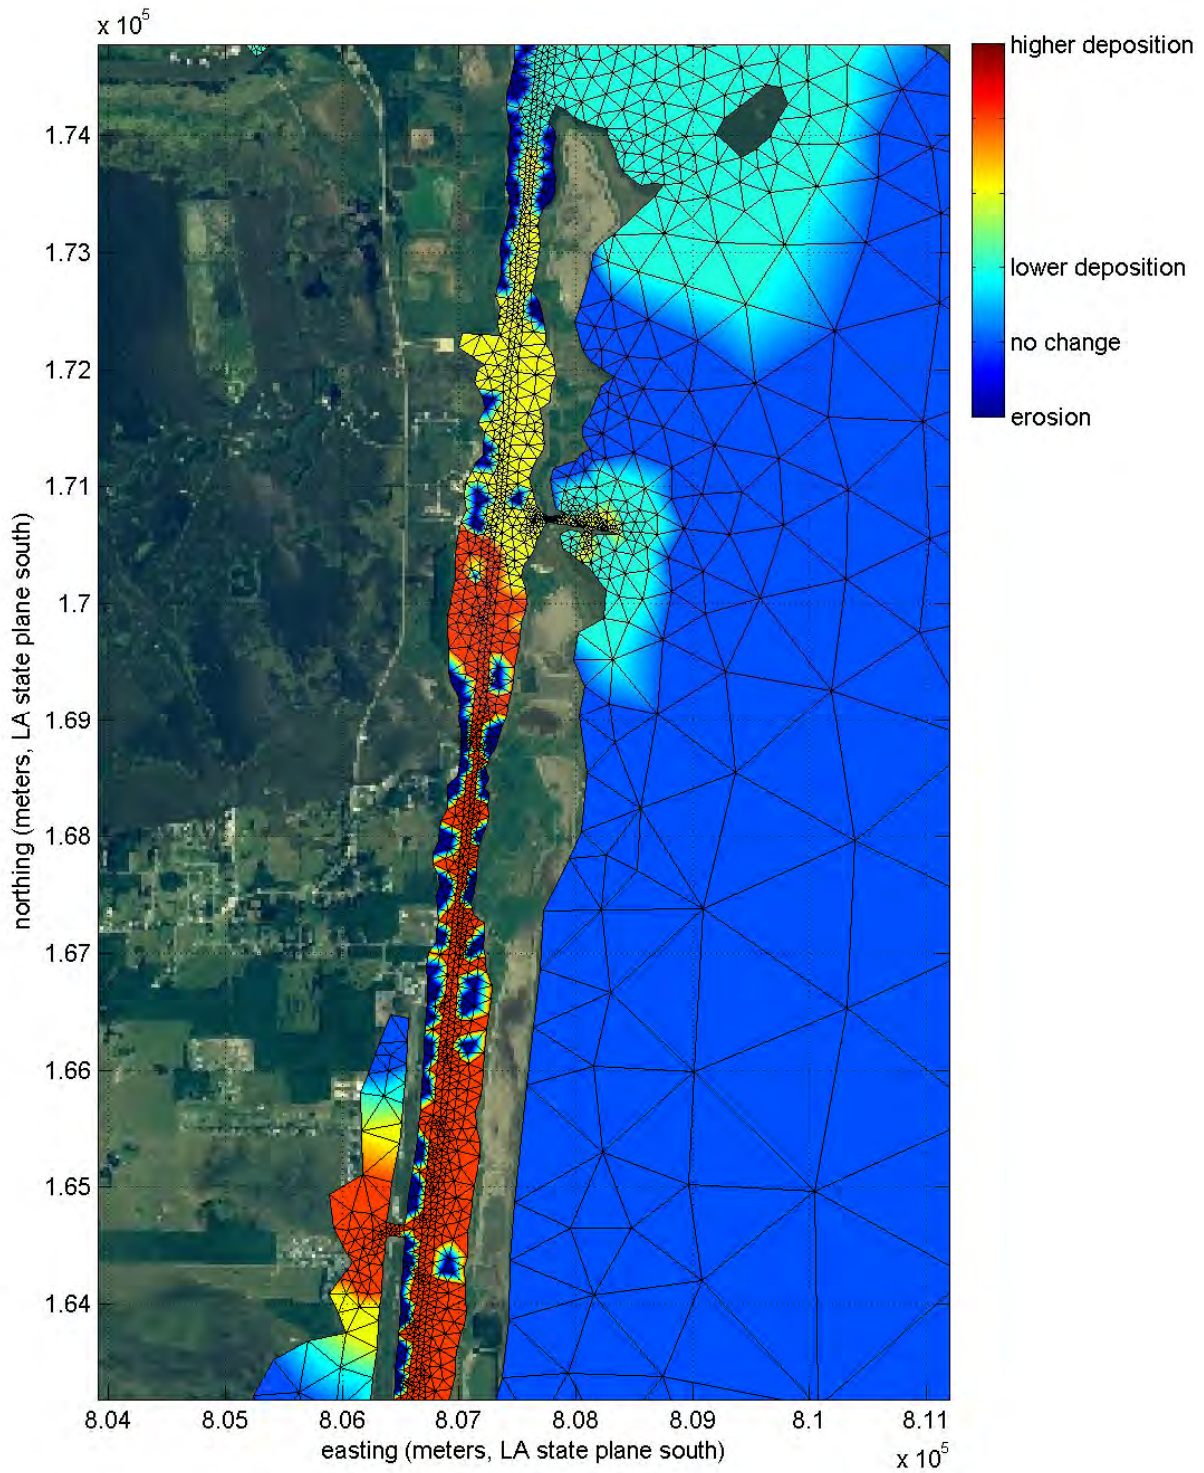 x 10^5
higher deposition
lower deposition
no change
erosion
1.74
1.73
1.72
1.71
1.7
1.69
1.68
1.67
1.66
1.65
1.64
northing (meters, LA state plane south)
8.04 8.05 8.06 8.07 8.08 8.09 8.1 8.11
easting (meters, LA state plane south)
x 10^5